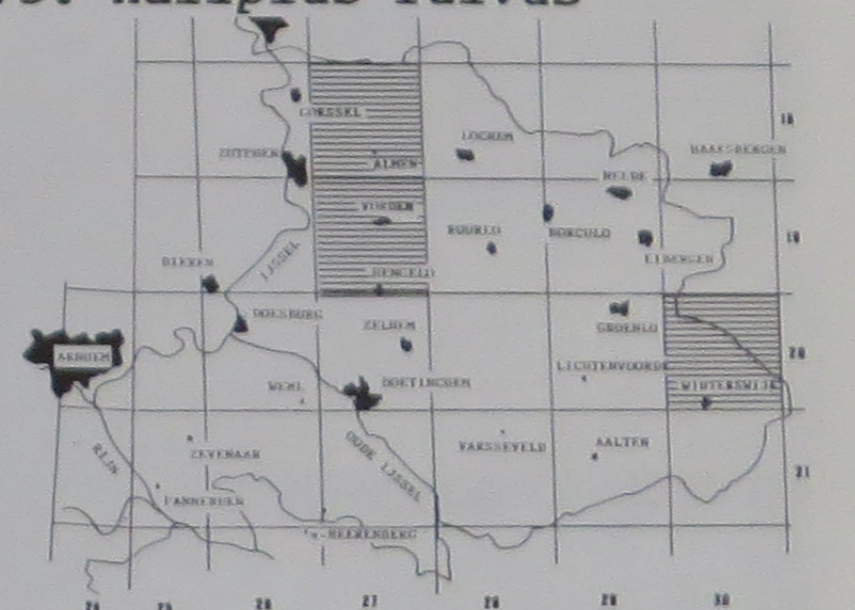 GORSSEL
LOCHEM
18
ZUTPHEN
ALMEN
HAAKSBERGEN
NEEDE
VORDEN
RUURLO
BORCULO
19
DIEREN
IJSSEL
HENGELO
EIBERGEN
DOESBURG
ZELHEM
GROENLO
ARNHEM
20
LICHTENVOORDE
WEHL
DOETINCHEM
WINTERSWIJK
RIJN
ZEVENAAR
OUDE IJSSEL
VARSSEVELD
AALTEN
21
PANNERDEN
'S-HEERENBERG
24 25 26 27 28 29 30